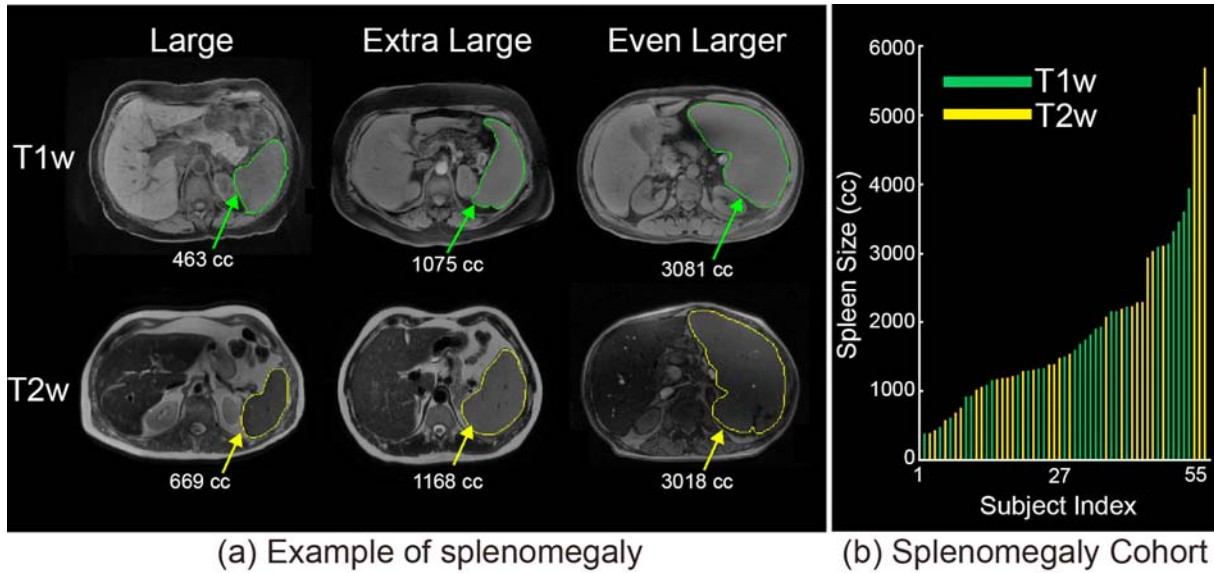 Large Extra Large Even Larger
T1w
463 cc 1075 cc 3081 cc
T2w
669 cc 1168 cc 3018 cc
(a) Example of splenomegaly
6000
5000
4000
3000
2000
1000
0
Spleen Size (cc)
T1w
T2w
1 27 55
Subject Index
(b) Splenomegaly Cohort